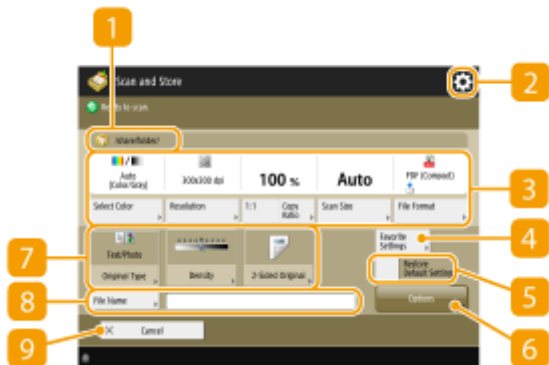 1
2
Scan and Store
Ready to scan.
/sharefolder/
Auto
(Color/Gray)
300x300 dpi
100 %
Auto
PDF (Compact)
3
Select Color
Resolution
1:1 Copy Ratio
Scan Size
File Format
7
Text/Photo
Favorite
Settings
4
Original Type
Density
2-Sided Original
Restore
Default Settings
5
8
File Name
Options
9
Cancel
6